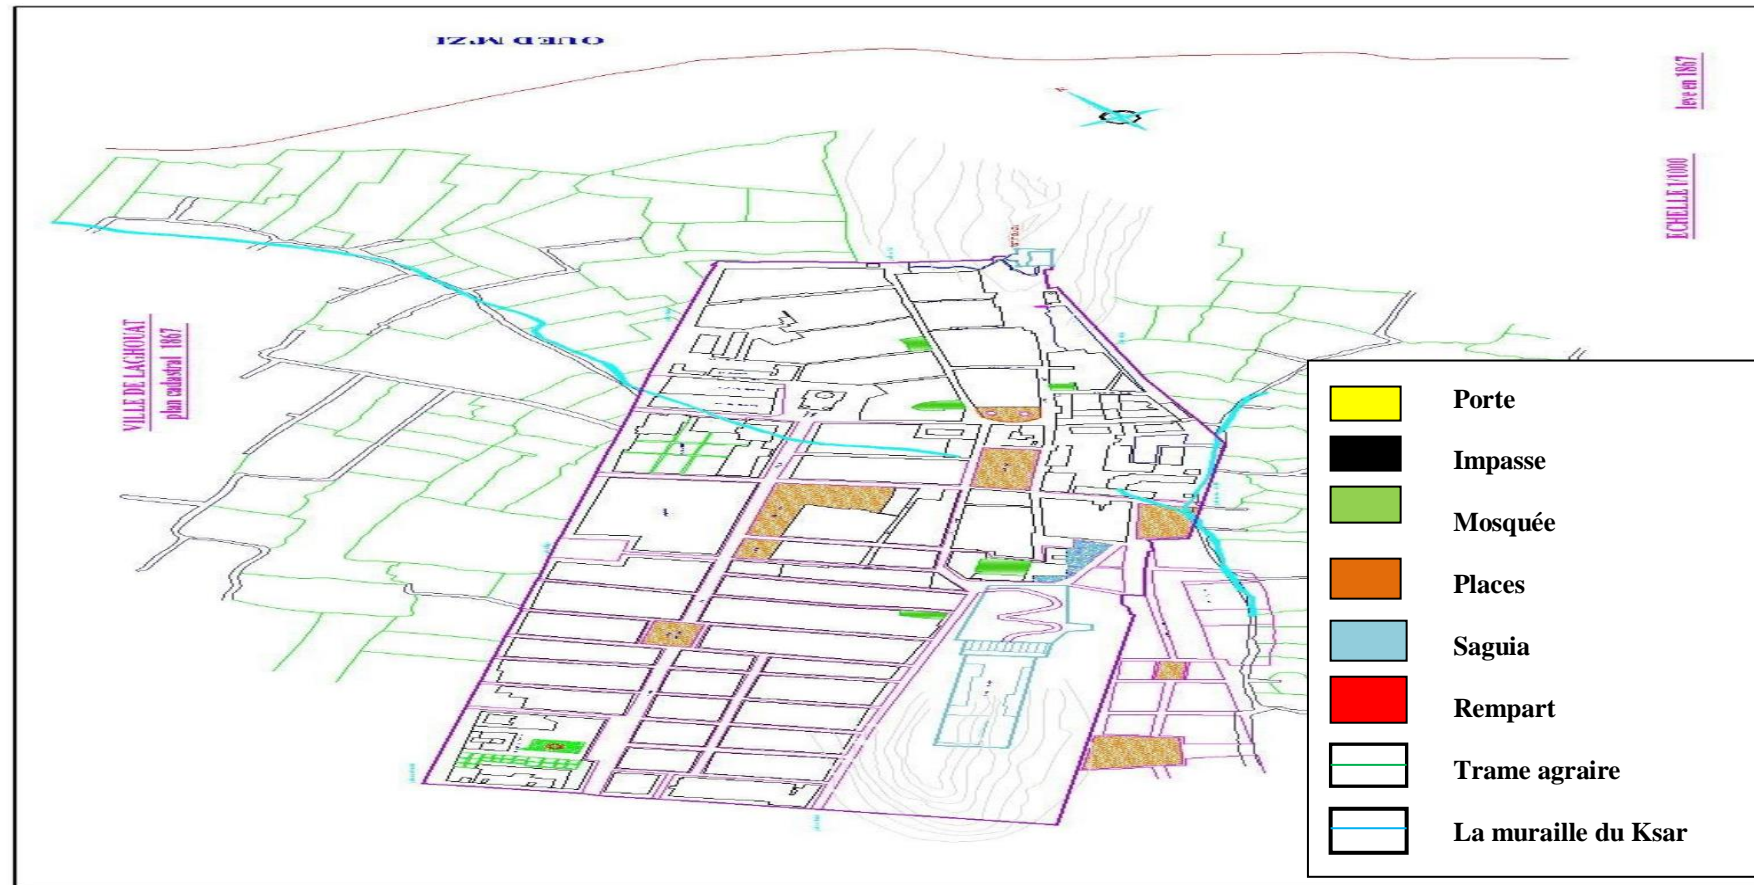 OUED M'ZI
leve en 1867
ECHELLE 1/1000
VILLE DE LAGHOUAT
plan cadastral 1867
Porte
Impasse
Mosquée
Places
Saguia
Rempart
Trame agraire
La muraille du Ksar